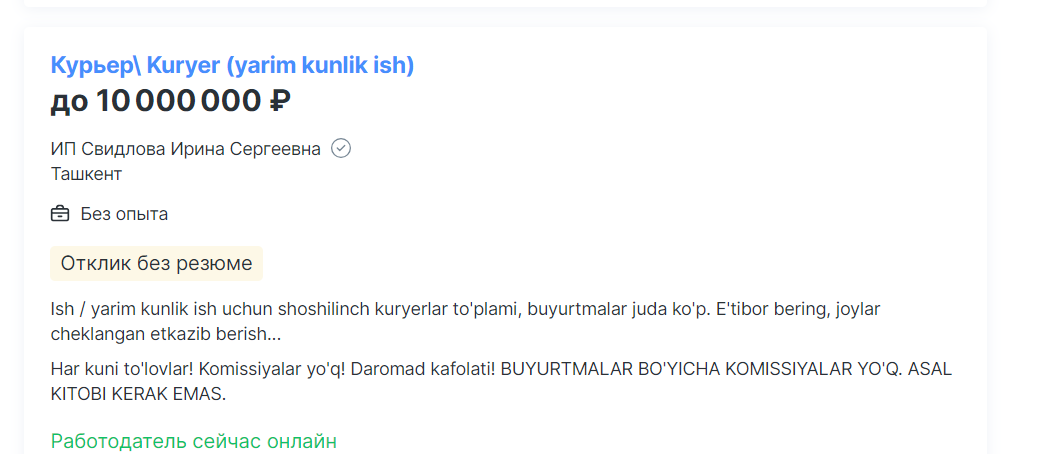 Курьер\ Kuryer (yarim kunlik ish)
до 10 000 000 ₽
ИП Свидлова Ирина Сергеевна
Ташкент
Без опыта
Отклик без резюме
Ish / yarim kunlik ish uchun shoshilinch kuryerlar to'plami, buyurtmalar juda ko'p. E'tibor bering, joylar
cheklangan etkazib berish...
Har kuni to'lovlar! Komissiyalar yo'q! Daromad kafolati! BUYURTMALAR BO'YICHA KOMISSIYALAR YO'Q. ASAL
KITOBI KERAK EMAS.
Работодатель сейчас онлайн